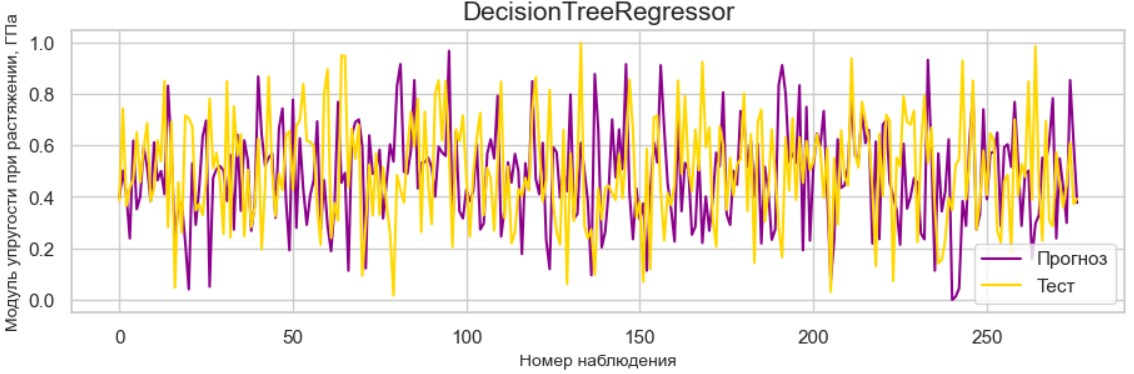 DecisionTreeRegressor
Модуль упругости при растяжении, ГПа
1.0
0.8
0.6
0.4
0.2
0.0
0
50
100
150
200
250
Номер наблюдения
Прогноз
Тест